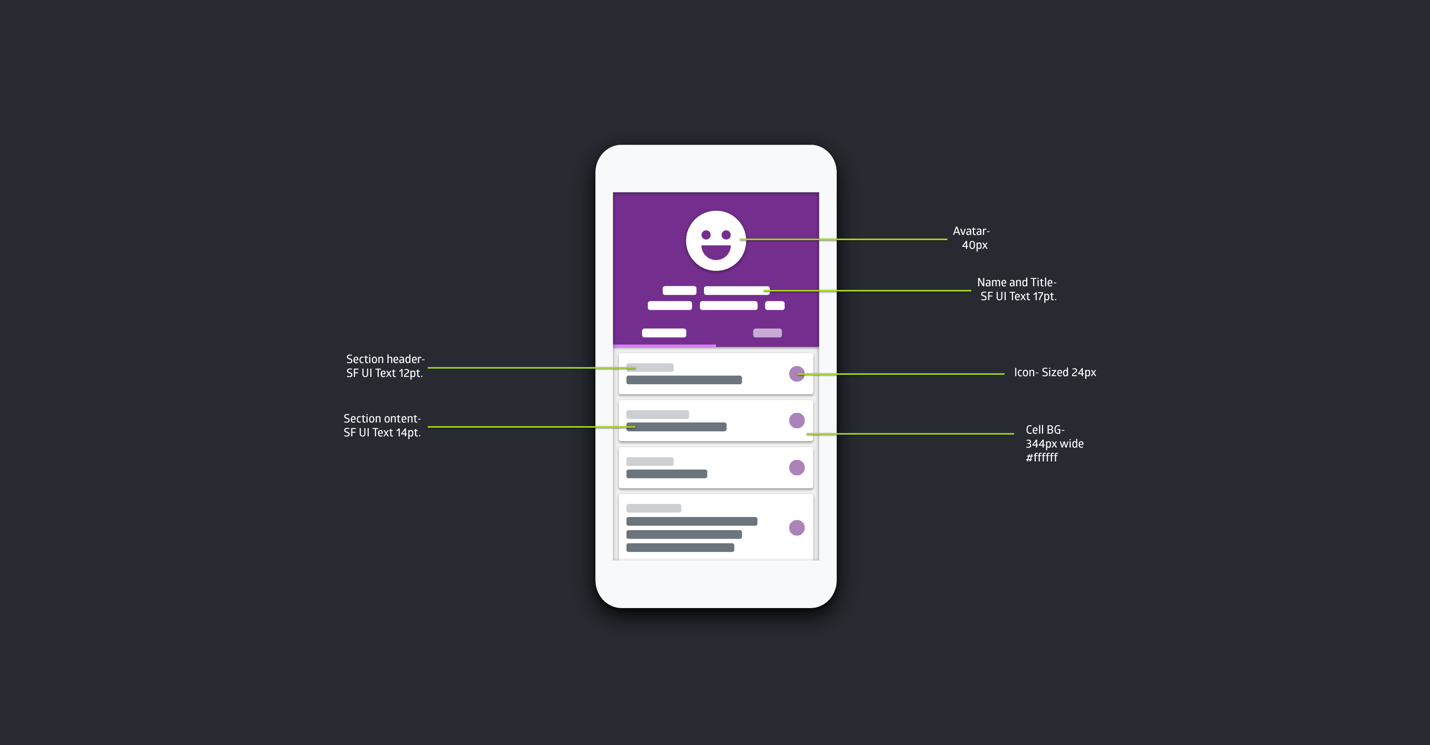 Avatar-
40px
Name and Title-
SF UI Text 17pt.
Section header-
SF UI Text 12pt.
Icon- Sized 24px
Section ontent-
SF UI Text 14pt.
Cell BG-
344px wide
#ffffff